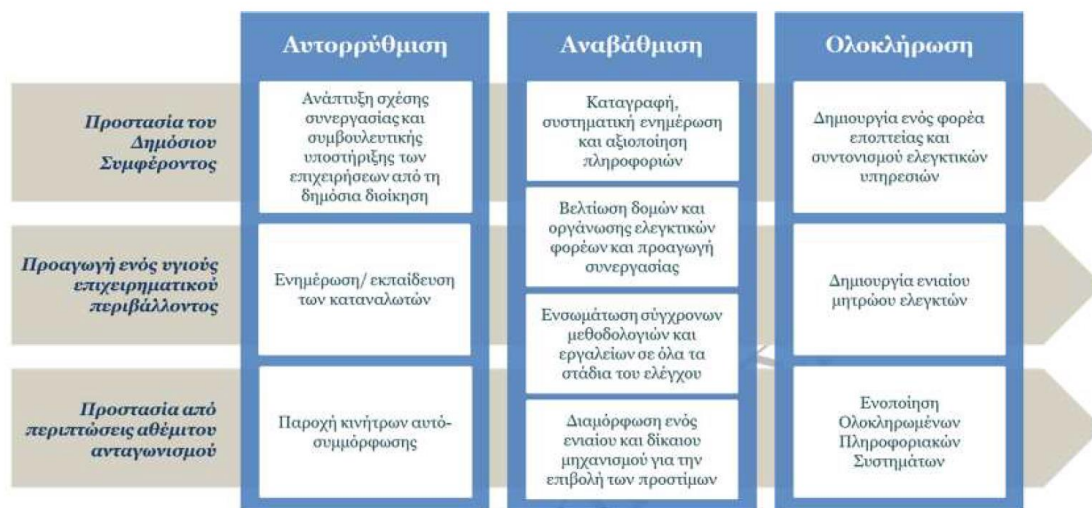 Αυτορρύθμιση
Αναβάθμιση
Ολοκλήρωση
Προστασία του
Δημόσιου
Συμφέροντος
Ανάπτυξη σχέσης
συνεργασίας και
συμβουλευτικής
υποστήριξης των
επιχειρήσεων από τη
δημόσια διοίκηση
Καταγραφή,
συστηματική ενημέρωση
και αξιοποίηση
πληροφοριών
Δημιουργία ενός φορέα
εποπτείας και
συντονισμού ελεγκτικών
υπηρεσιών
Βελτίωση δομών και
οργάνωσης ελεγκτικών
φορέων και προαγωγή
συνεργασίας
Προαγωγή ενός υγιούς
επιχειρηματικού
περιβάλλοντος
Ενημέρωση/ εκπαίδευση
των καταναλωτών
Δημιουργία ενιαίου
μητρώου ελεγκτών
Ενσωμάτωση σύγχρονων
μεθοδολογιών και
εργαλείων σε όλα τα
στάδια του ελέγχου
Προστασία από
περιπτώσεις αθέμιτου
ανταγωνισμού
Παροχή κινήτρων αυτό-
συμμόρφωσης
Διαμόρφωση ενός
ενιαίου και δίκαιου
μηχανισμού για την
επιβολή των προστίμων
Ενοποίηση
Ολοκληρωμένων
Πληροφοριακών
Συστημάτων